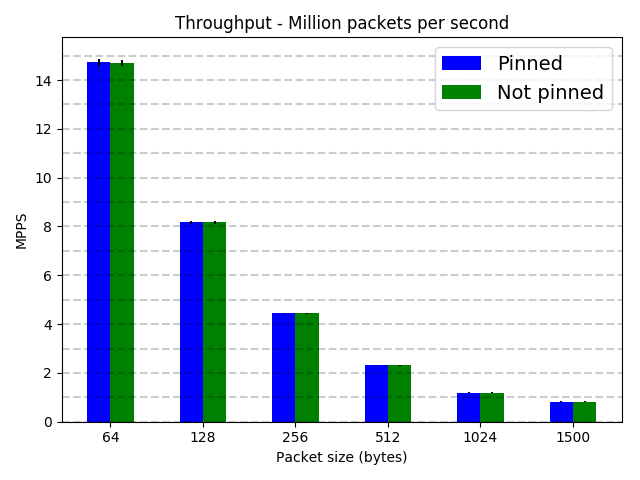 Throughput - Million packets per second
Pinned
Not pinned
14
12
10
8
6
4
2
0
MPPS
64 128 256 512 1024 1500
Packet size (bytes)